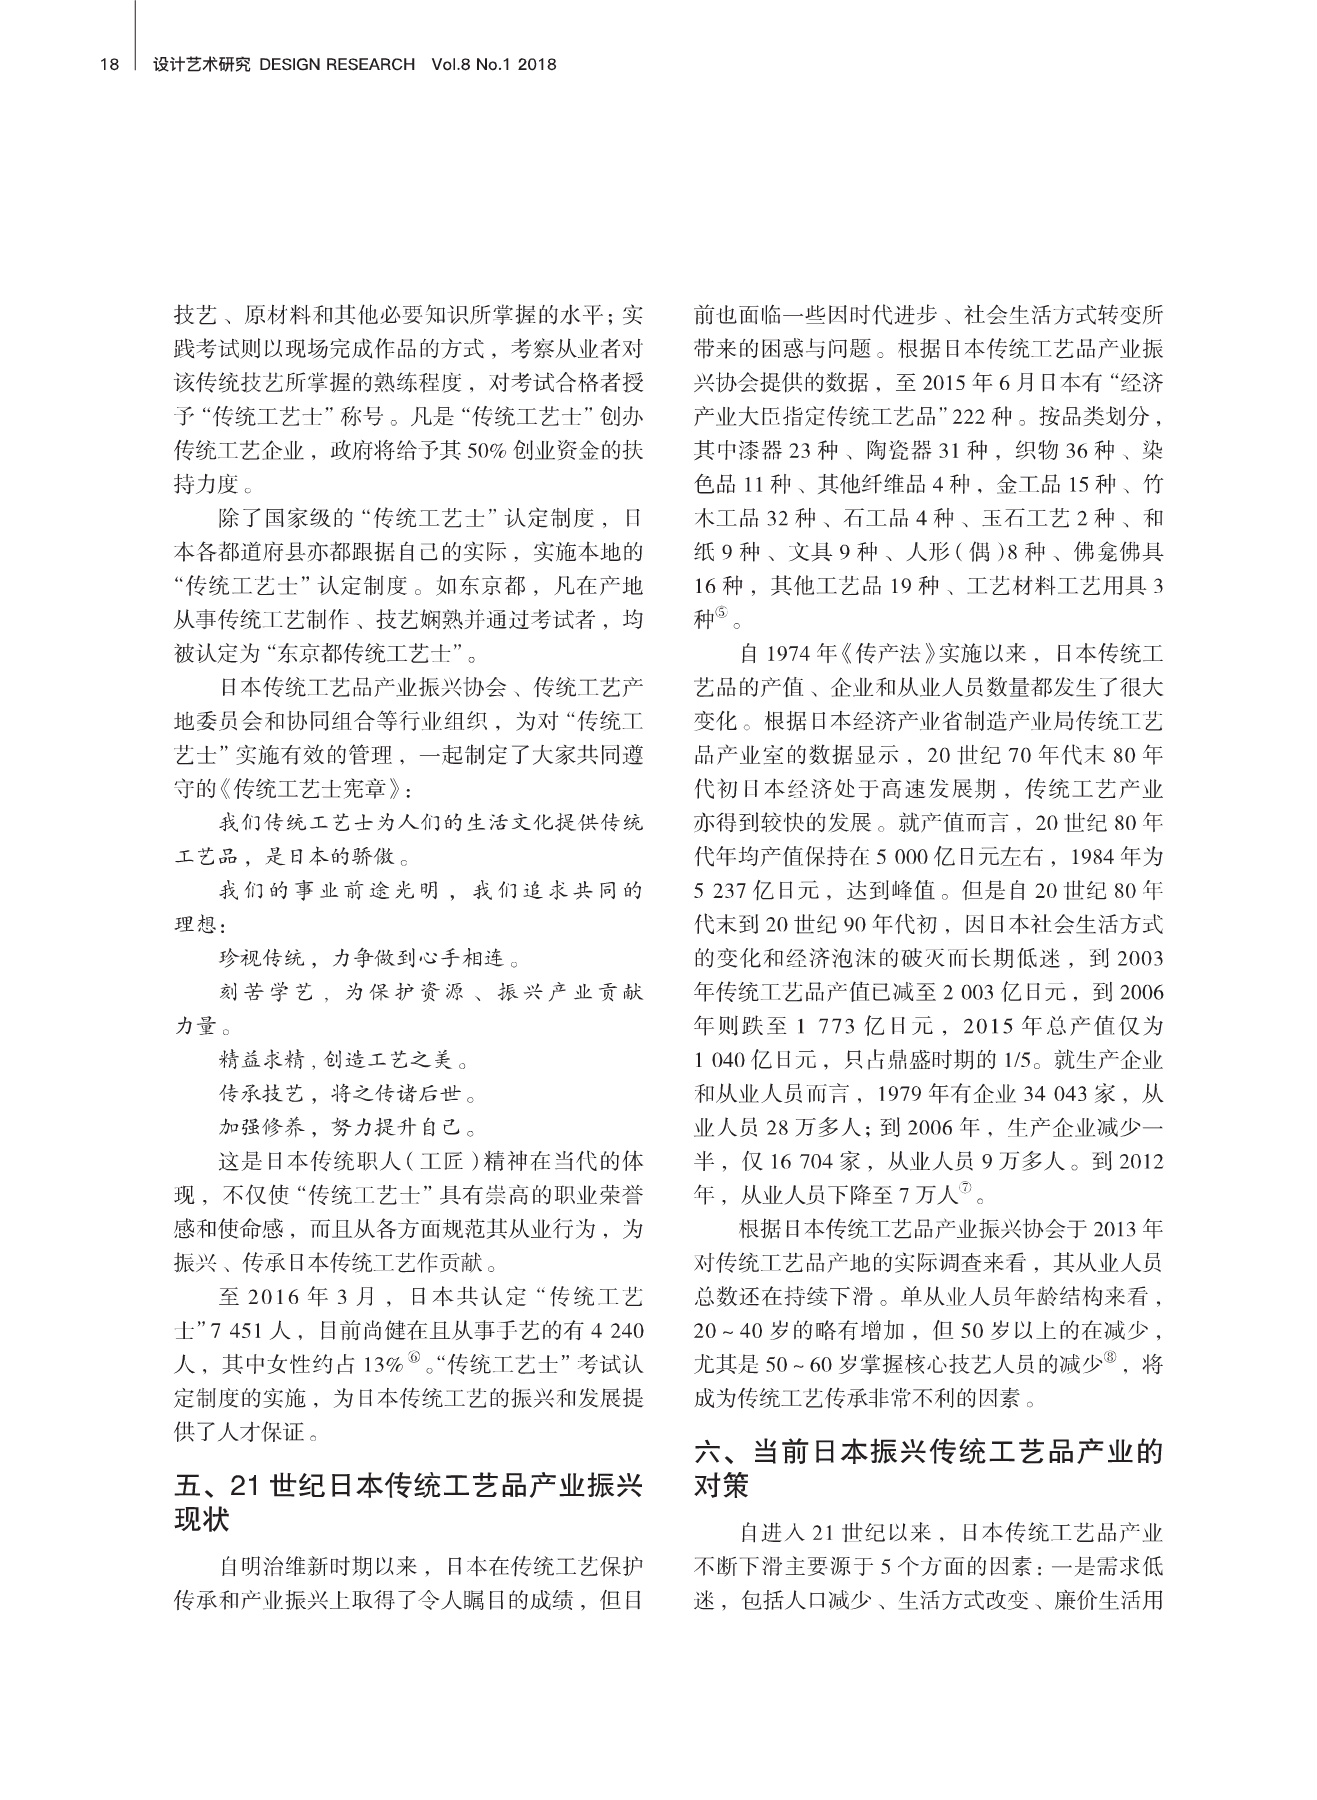 18 设计艺术研究 DESIGN RESEARCH Vol.8 No.1 2018
技艺、原材料和其他必要知识所掌握的水平；实
践考试则以现场完成作品的方式，考察从业者对
该传统技艺所掌握的熟练程度，对考试合格者授
予“传统工艺士”称号。凡是“传统工艺士”创办
传统工艺企业，政府将给予其 50% 创业资金的扶
持力度。
除了国家级的“传统工艺士”认定制度，日
本各都道府县亦都跟据自己的实际，实施本地的
“传统工艺士”认定制度。如东京都，凡在产地
从事传统工艺制作、技艺娴熟并通过考试者，均
被认定为“东京都传统工艺士”。
日本传统工艺品产业振兴协会、传统工艺产
地委员会和协同组合等行业组织，为对“传统工
艺士”实施有效的管理，一起制定了大家共同遵
守的《传统工艺士宪章》：
我们传统工艺士为人们的生活文化提供传统
工艺品，是日本的骄傲。
我们的事业前途光明，我们追求共同的
理想：
珍视传统，力争做到心手相连。
刻苦学艺，为保护资源、振兴产业贡献
力量。
精益求精，创造工艺之美。
传承技艺，将之传诸后世。
加强修养，努力提升自己。
这是日本传统职人（工匠）精神在当代的体
现，不仅使“传统工艺士”具有崇高的职业荣誉
感和使命感，而且从各方面规范其从业行为，为
振兴、传承日本传统工艺作贡献。
至 2016 年 3 月，日本共认定“传统工艺
士”7 451 人，目前尚健在且从事手艺的有 4 240
人，其中女性约占 13%⑥。“传统工艺士”考试认
定制度的实施，为日本传统工艺的振兴和发展提
供了人才保证。
五、21 世纪日本传统工艺品产业振兴
现状
自明治维新时期以来，日本在传统工艺保护
传承和产业振兴上取得了令人瞩目的成绩，但目
前也面临一些因时代进步、社会生活方式转变所
带来的困惑与问题。根据日本传统工艺品产业振
兴协会提供的数据，至 2015 年 6 月日本有“经济
产业大臣指定传统工艺品”222 种。按品类划分，
其中漆器 23 种、陶瓷器 31 种，织物 36 种、染
色品 11 种、其他纤维品 4 种，金工品 15 种、竹
木工品 32 种、石工品 4 种、玉石工艺 2 种、和
纸 9 种、文具 9 种、人形（偶）8 种、佛龛佛具
16 种，其他工艺品 19 种、工艺材料工艺用具 3
种⑤。
自 1974 年《传产法》实施以来，日本传统工
艺品的产值、企业和从业人员数量都发生了很大
变化。根据日本经济产业省制造产业局传统工艺
品产业室的数据显示，20 世纪 70 年代末 80 年
代初日本经济处于高速发展期，传统工艺产业
亦得到较快的发展。就产值而言，20 世纪 80 年
代年均产值保持在 5 000 亿日元左右，1984 年为
5 237 亿日元，达到峰值。但是自 20 世纪 80 年
代末到 20 世纪 90 年代初，因日本社会生活方式
的变化和经济泡沫的破灭而长期低迷，到 2003
年传统工艺品产值已减至 2 003 亿日元，到 2006
年则跌至 1 773 亿日元，2015 年总产值仅为
1 040 亿日元，只占鼎盛时期的 1/5。就生产企业
和从业人员而言，1979 年有企业 34 043 家，从
业人员 28 万多人；到 2006 年，生产企业减少一
半，仅 16 704 家，从业人员 9 万多人。到 2012
年，从业人员下降至 7 万人⑦。
根据日本传统工艺品产业振兴协会于 2013 年
对传统工艺品产地的实际调查来看，其从业人员
总数还在持续下滑。单从业人员年龄结构来看，
20 ~ 40 岁的略有增加，但 50 岁以上的在减少，
尤其是 50 ~ 60 岁掌握核心技艺人员的减少⑧，将
成为传统工艺传承非常不利的因素。
六、当前日本振兴传统工艺品产业的
对策
自进入 21 世纪以来，日本传统工艺品产业
不断下滑主要源于 5 个方面的因素：一是需求低
迷，包括人口减少、生活方式改变、廉价生活用